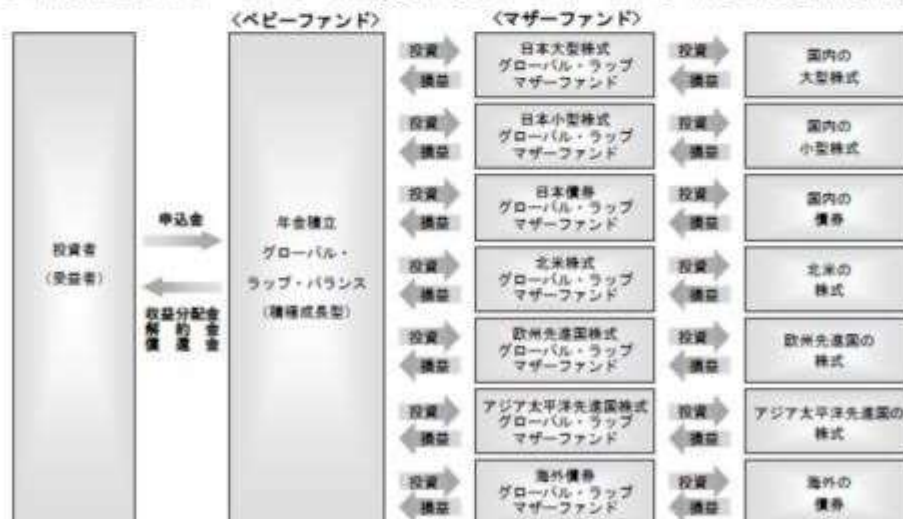 〈ベビーファンド〉
〈マザーファンド〉
投資者
(受益者)
申込金
収益分配金
解約金
償還金
年金積立
グローバル・
ラップ・バランス
(積極成長型)
投資
損益
日本大型株式
グローバル・ラップ
マザーファンド
投資
損益
国内の
大型株式
投資
損益
日本小型株式
グローバル・ラップ
マザーファンド
投資
損益
国内の
小型株式
投資
損益
日本債券
グローバル・ラップ
マザーファンド
投資
損益
国内の
債券
投資
損益
北米株式
グローバル・ラップ
マザーファンド
投資
損益
北米の
株式
投資
損益
欧州先進国株式
グローバル・ラップ
マザーファンド
投資
損益
欧州先進国の
株式
投資
損益
アジア太平洋先進国株式
グローバル・ラップ
マザーファンド
投資
損益
アジア太平洋先進国の
株式
投資
損益
海外債券
グローバル・ラップ
マザーファンド
投資
損益
海外の
債券